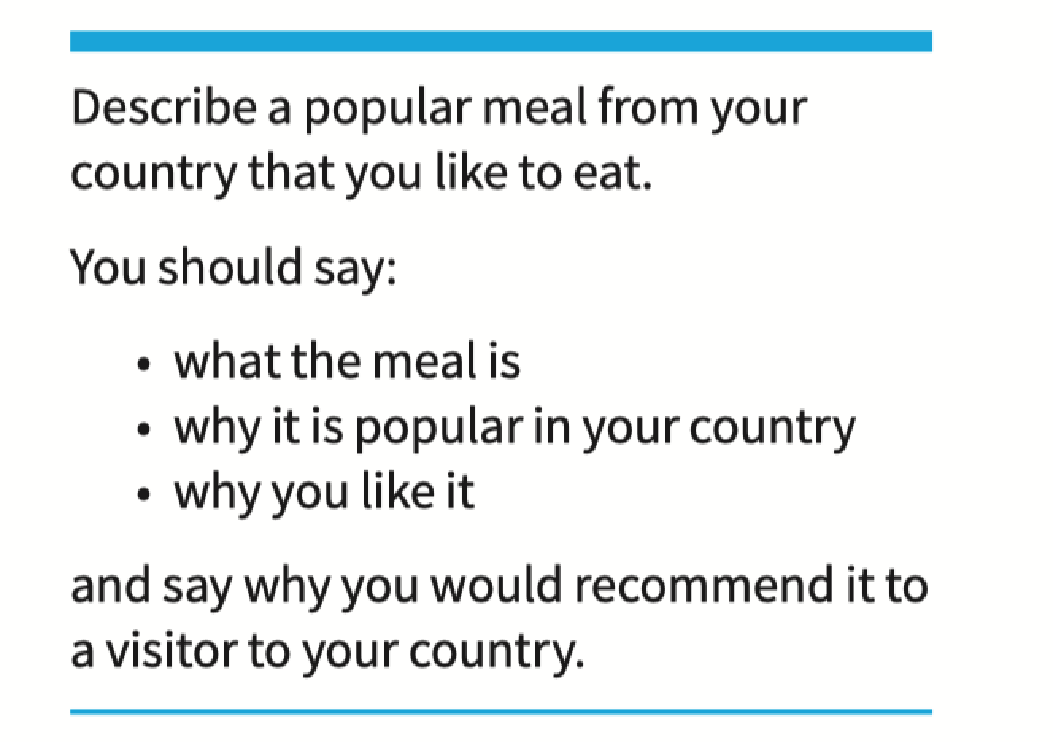 Describe a popular meal from your
country that you like to eat.
You should say:
• what the meal is
• why it is popular in your country
• why you like it
and say why you would recommend it to
a visitor to your country.